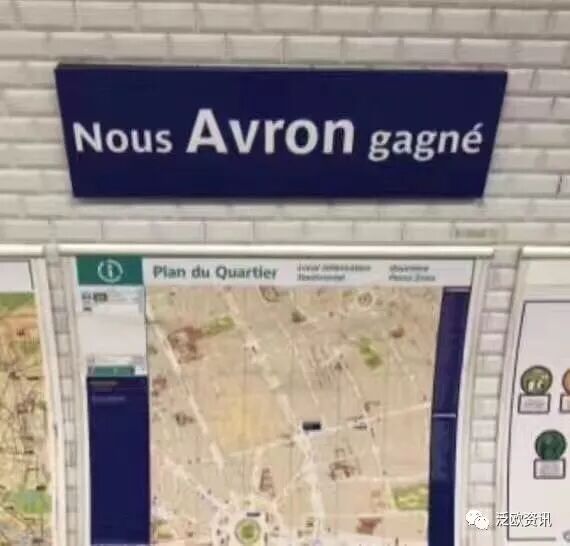 Nous Avron gagné
Plan du Quartier
泛欧资讯